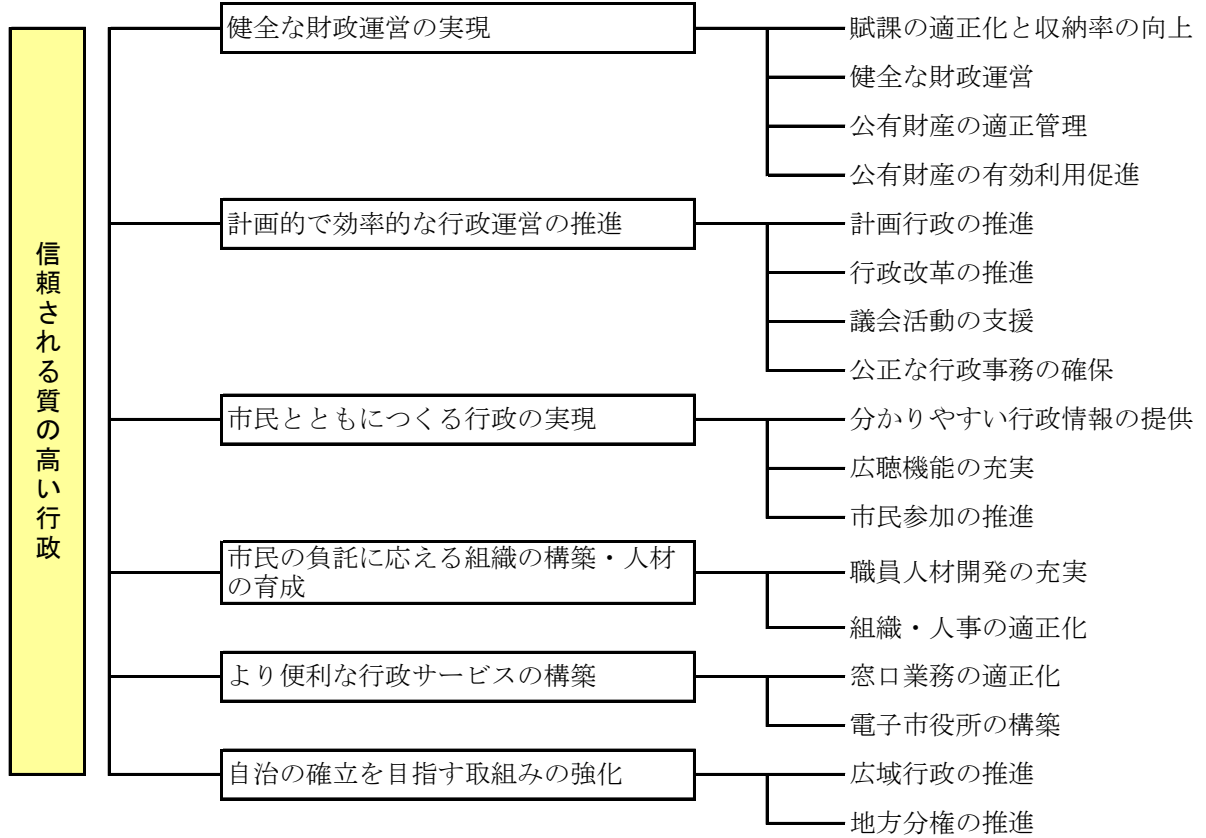 信頼される質の高い行政
健全な財政運営の実現
賦課の適正化と収納率の向上
健全な財政運営
公有財産の適正管理
公有財産の有効利用促進
計画的で効率的な行政運営の推進
計画行政の推進
行政改革の推進
議会活動の支援
公正な行政事務の確保
市民とともにつくる行政の実現
分かりやすい行政情報の提供
広聴機能の充実
市民参加の推進
市民の負託に応える組織の構築・人材
の育成
職員人材開発の充実
組織・人事の適正化
より便利な行政サービスの構築
窓口業務の適正化
電子市役所の構築
自治の確立を目指す取組みの強化
広域行政の推進
地方分権の推進